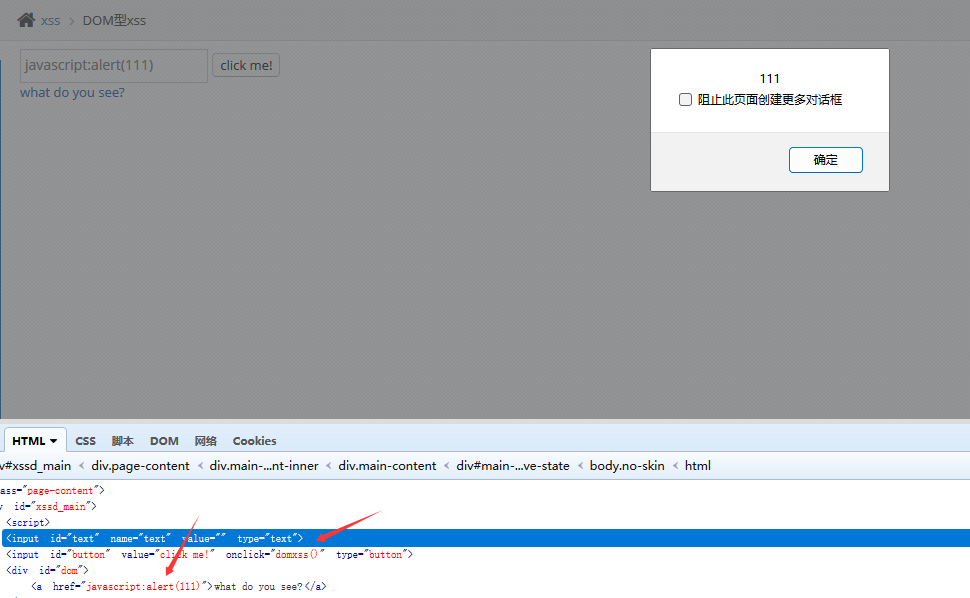 xss > DOM型xss
javascript:alert(111) click me!
what do you see?
111
阻止此页面创建更多对话框
确定
HTML CSS 脚本 DOM 网络 Cookies
v#xssd_main < div.page-content < div.main-...nt-inner < div.main-content < div#main-...ve-state < body.no-skin < html
ass="page-content">
id="xssd_main">
<script>
<input id="text" name="text" value="" type="text">
<input id="button" value="click me!" onclick="domxss()" type="button">
<div id="dom">
<a href="javascript:alert(111)">what do you see?</a>